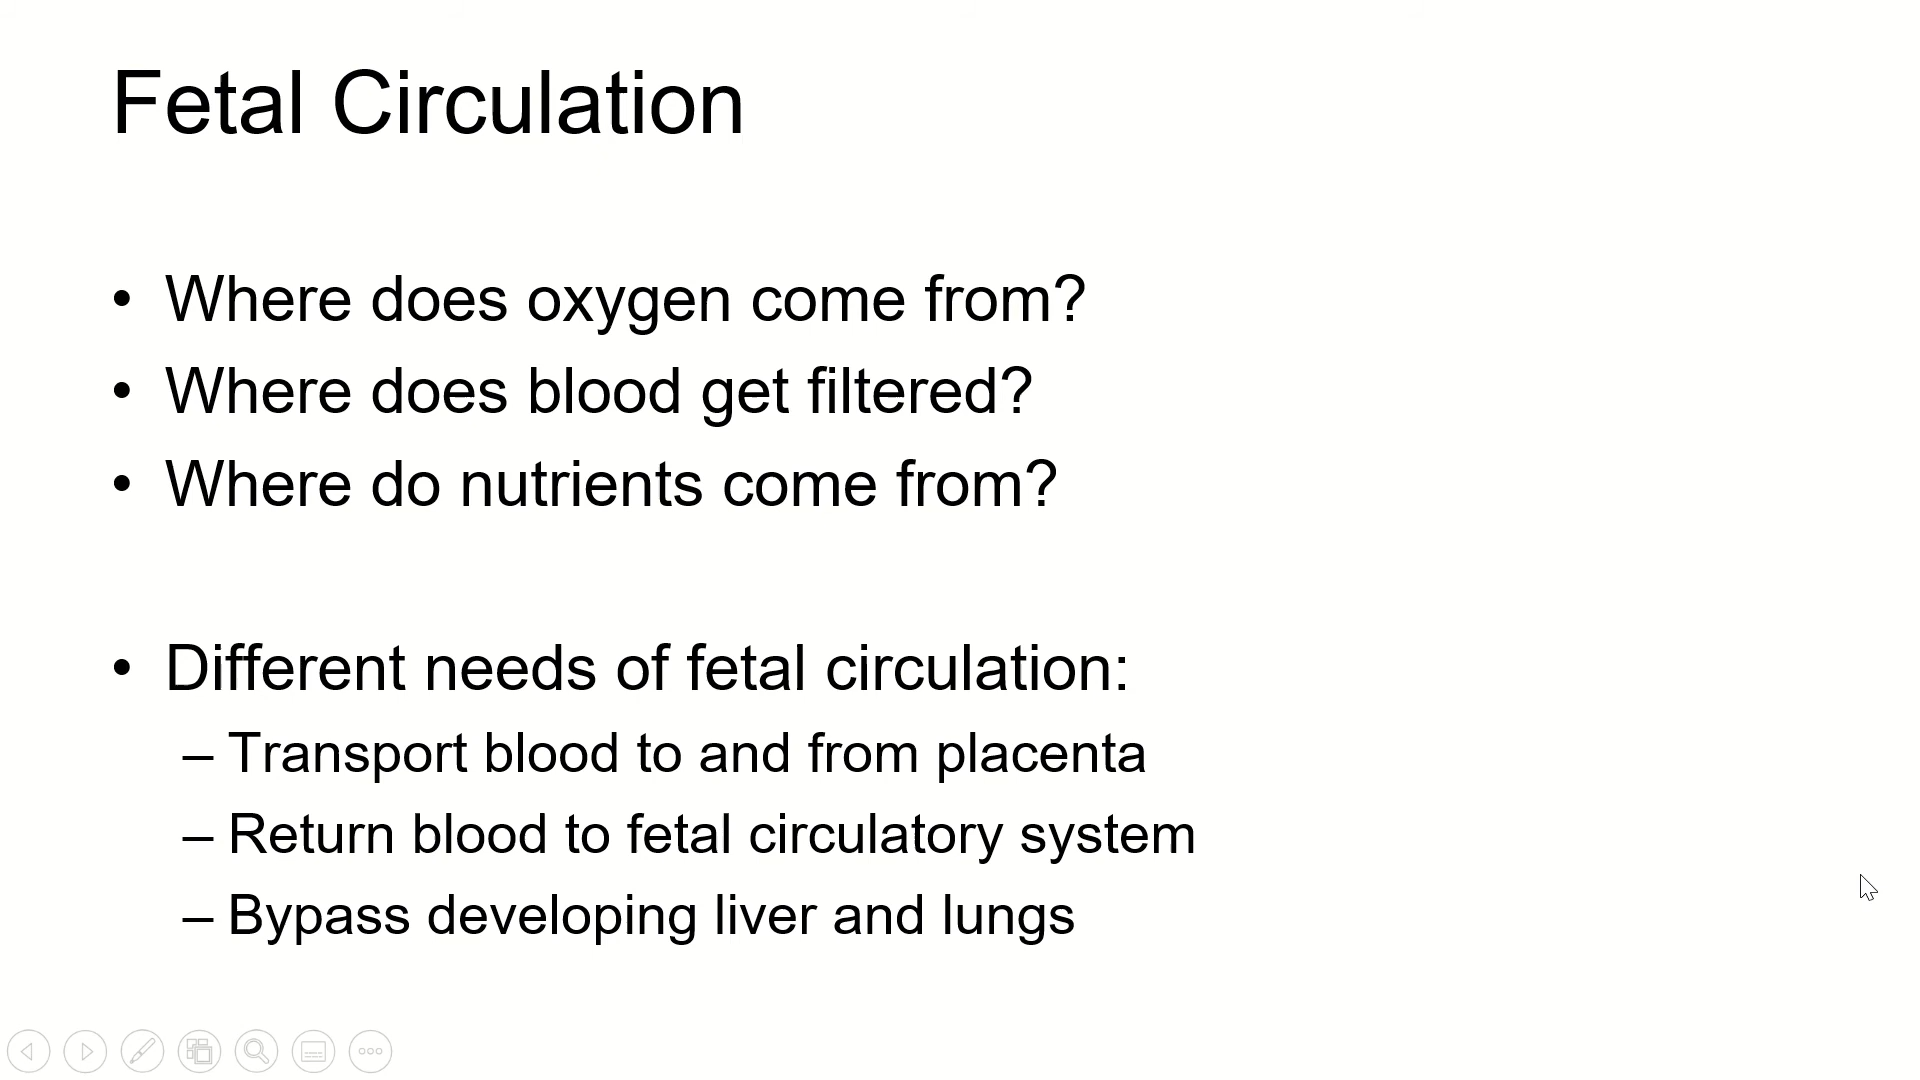 Fetal Circulation
• Where does oxygen come from?
• Where does blood get filtered?
• Where do nutrients come from?
• Different needs of fetal circulation:
– Transport blood to and from placenta
– Return blood to fetal circulatory system
– Bypass developing liver and lungs